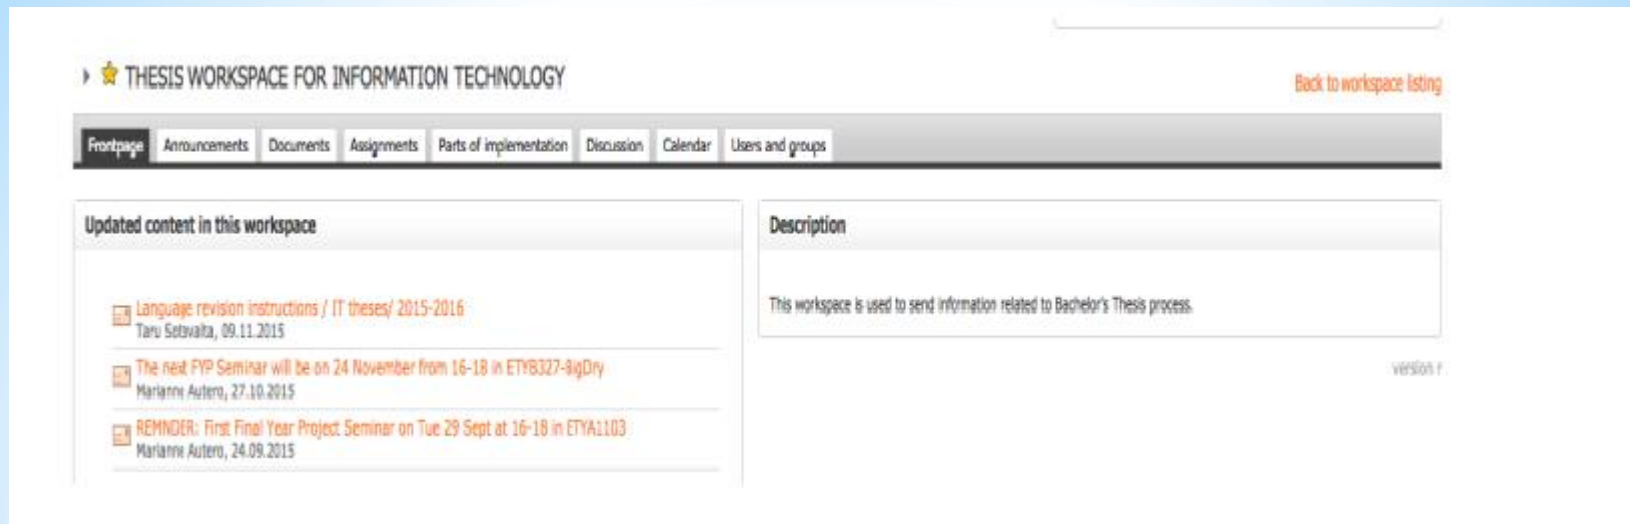 THESIS WORKSPACE FOR INFORMATION TECHNOLOGY
Back to workspace listing
Frontpage Announcements Documents Assignments Parts of implementation Discussion Calendar Users and groups
Updated content in this workspace
Language revision instructions / IT theses/ 2015-2016
Taru Sotavalta, 09.11.2015
The next FYP Seminar will be on 24 November from 16-18 in ETYB327-BigDry
Marianne Autero, 27.10.2015
REMNDER: First Final Year Project Seminar on Tue 29 Sept at 16-18 in ETYA1103
Marianne Autero, 24.09.2015
Description
This workspace is used to send information related to Bachelor's Thesis process.
version r